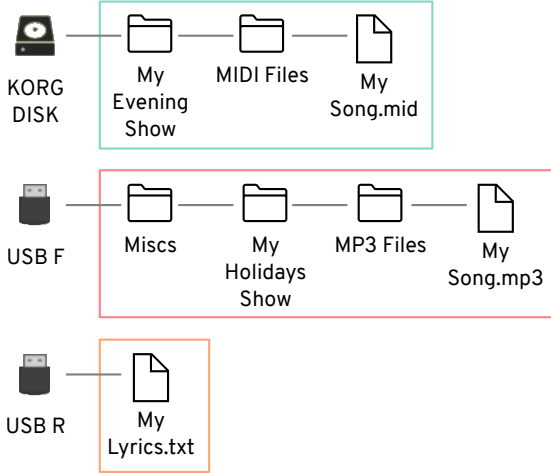 KORG
DISK
My
Evening
Show
MIDI Files
My
Song.mid
USB F
Miscs
My
Holidays
Show
MP3 Files
My
Song.mp3
USB R
My
Lyrics.txt